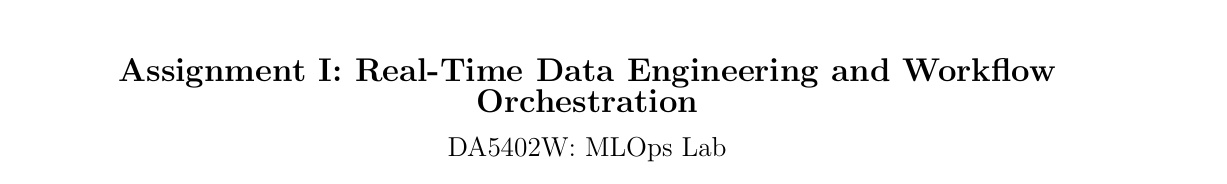 Assignment I: Real-Time Data Engineering and Workflow
Orchestration
DA5402W: MLOps Lab